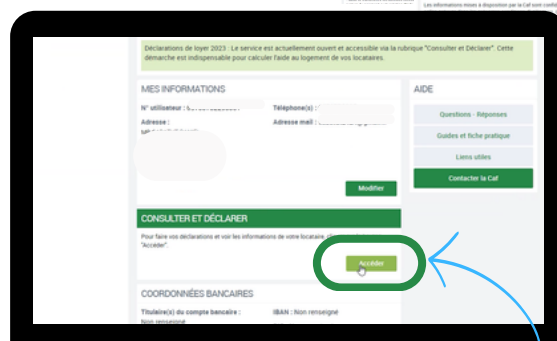 Les informations mises à disposition par la Caf sont
Déclarations de loyer 2023 : Le service est actuellement ouvert et accessible via la rubrique "Consulter et Déclarer". Cette
démarche est indispensable pour calculer l'aide au logement de vos locataires.
MES INFORMATIONS
N° utilisateur :
Téléphone(s) :
Adresse :
Adresse mail :
Modifier
CONSULTER ET DÉCLARER
Pour faire vos déclarations et voir les informations de votre locataire,
"Accéder".
Accéder
COORDONNÉES BANCAIRES
Titulaire(s) du compte bancaire :
IBAN : Non renseigné
Non renseigné
AIDE
Questions - Réponses
Guides et fiche pratique
Liens utiles
Contacter la Caf